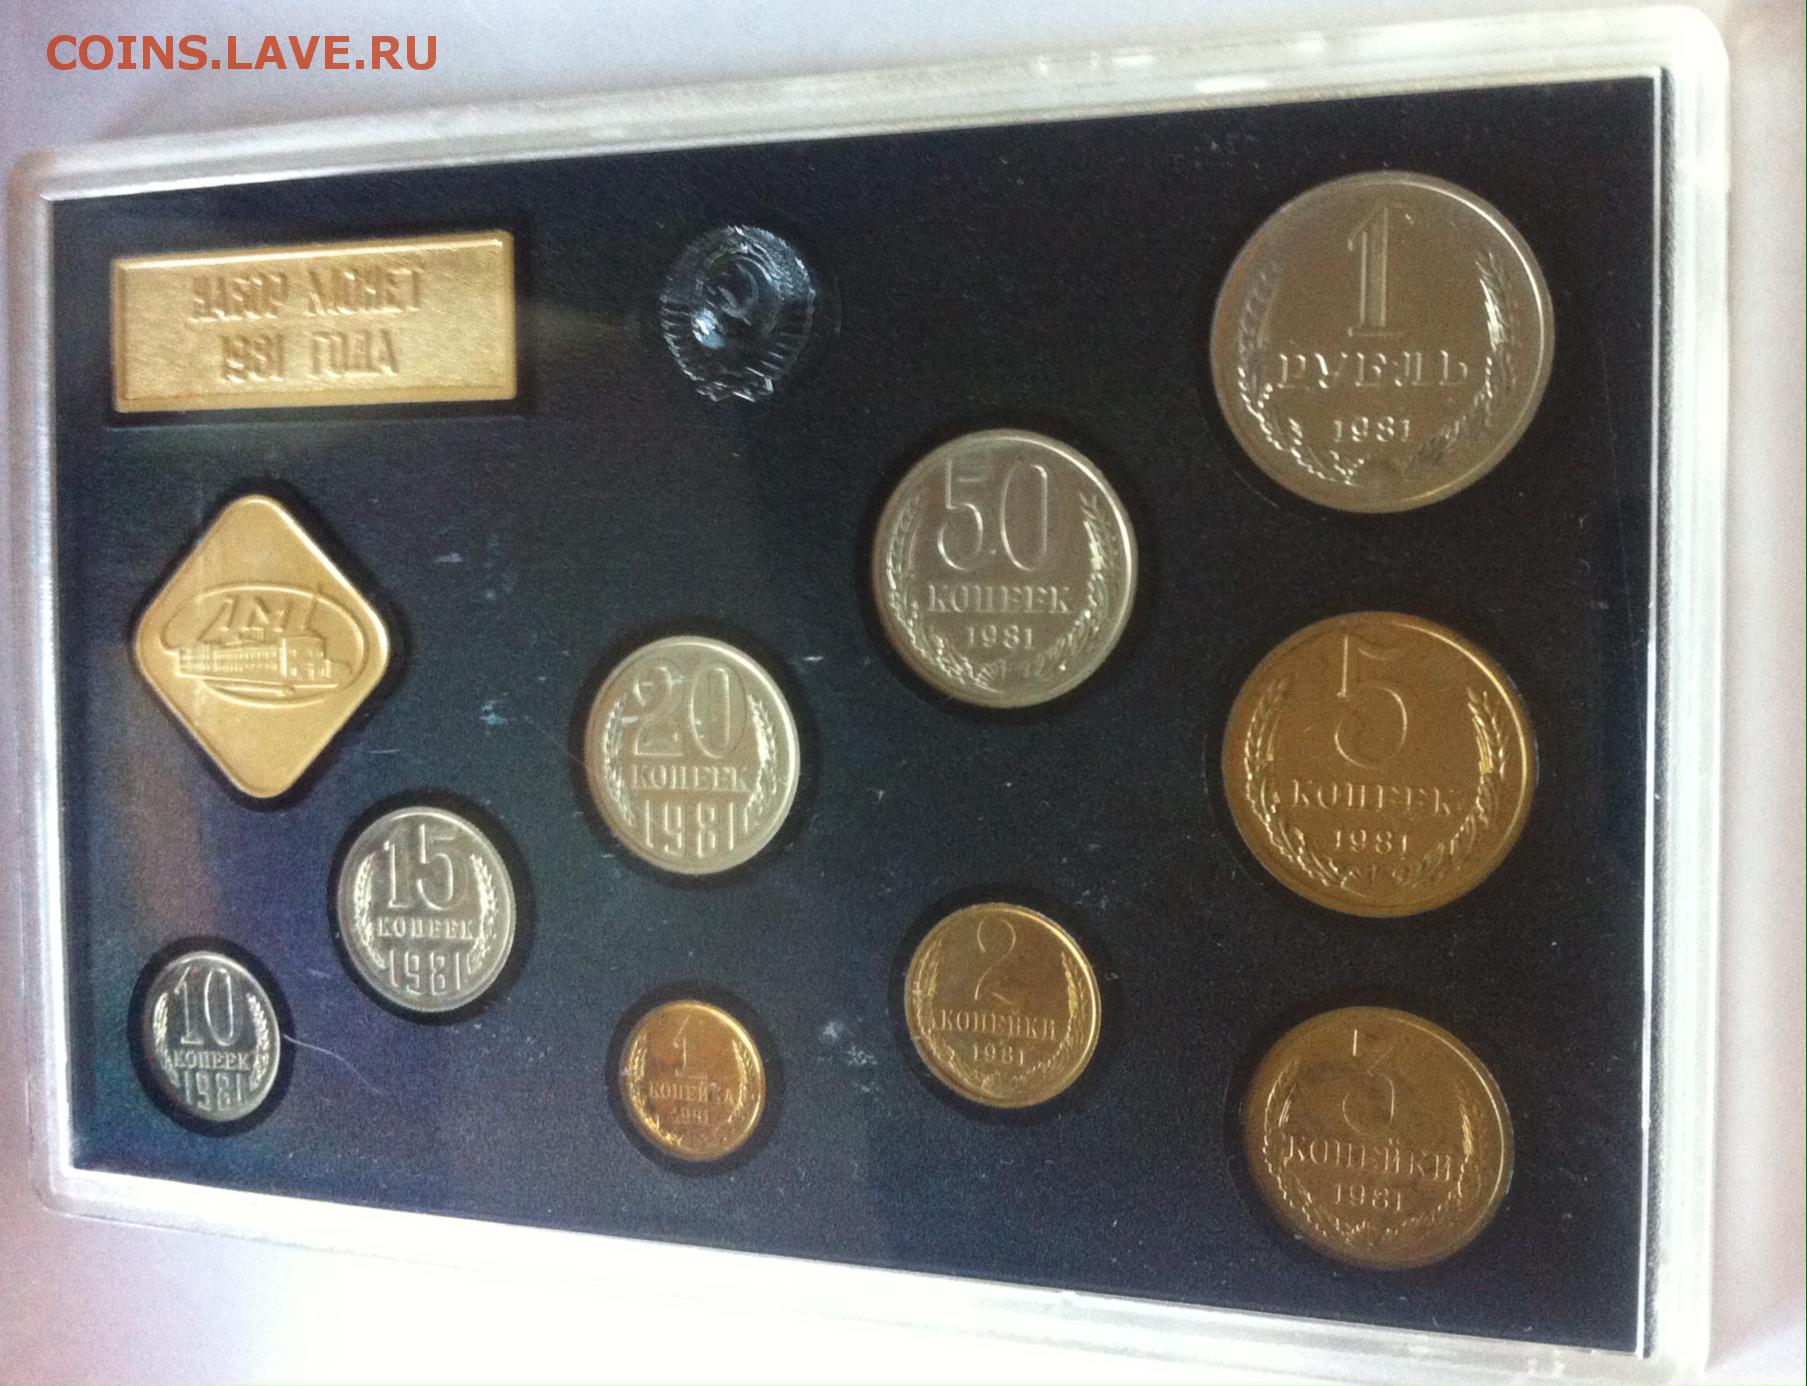 COINS.LAVE.RU
НАБОР МОНЕТ
1981 ГОДА
1
РУБЛЬ
1981
50
КОПЕЕК
1981
ЛМД
20
КОПЕЕК
1981
5
КОПЕЕК
1981
15
КОПЕЕК
1981
10
КОПЕЕК
1981
1
КОПЕЙКА
1981
2
КОПЕЙКИ
1981
3
КОПЕЙКИ
1981